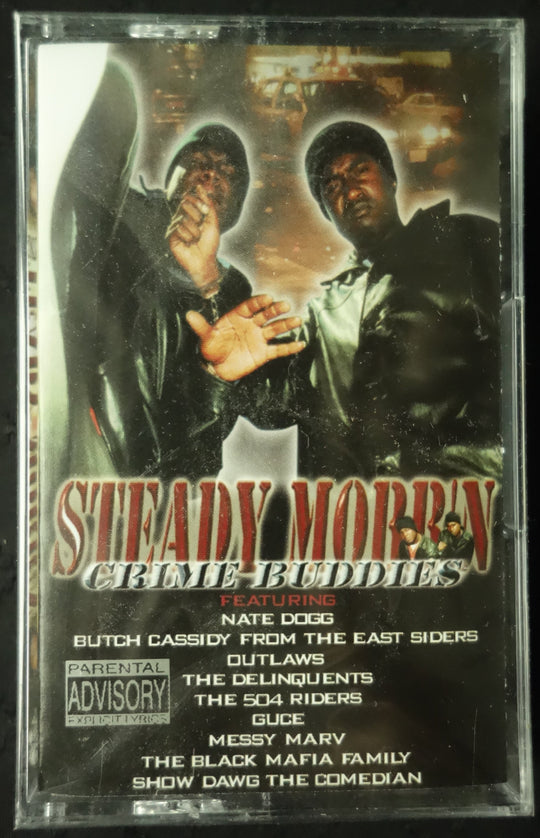 STEADY MOBB'N
CRIME BUDDIES
FEATURING
NATE DOGG
BUTCH CASSIDY FROM THE EAST SIDERS
OUTLAWS
THE DELINQUENTS
THE 504 RIDERS
GUCE
MESSY MARV
THE BLACK MAFIA FAMILY
SHOW DAWG THE COMEDIAN
PARENTAL
ADVISORY
EXPLICIT LYRICS